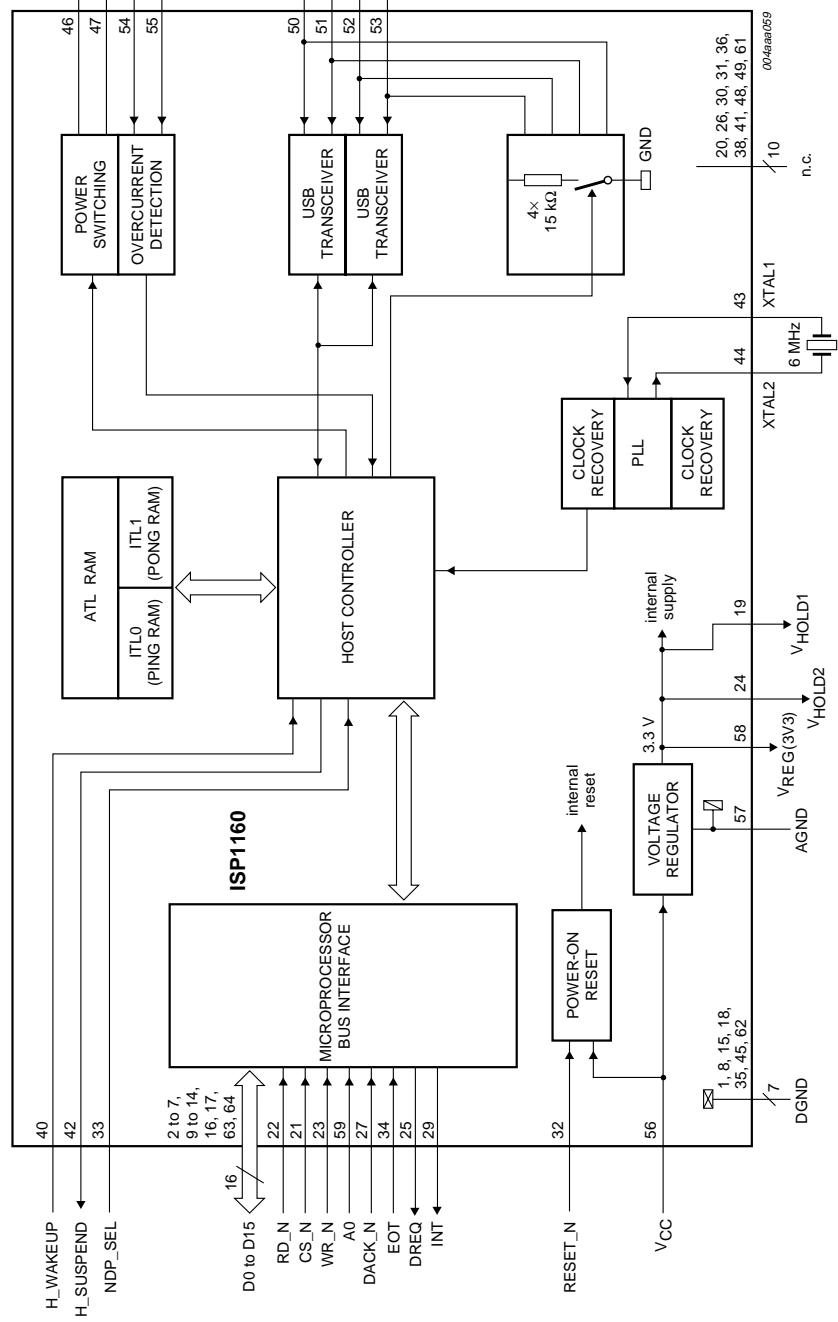 H_WAKEUP
40
H_SUSPEND
42
NDP_SEL
33
D0 to D15
16
2 to 7,
9 to 14,
16, 17,
63, 64
RD_N
22
CS_N
21
WR_N
23
A0
59
DACK_N
27
EOT
34
DREQ
25
INT
29
RESET_N
32
VCC
56
DGND
7
1, 8, 15, 18,
35, 45, 62
MICROPROCESSOR
BUS INTERFACE
ISP1160
POWER-ON
RESET
internal
reset
VOLTAGE
REGULATOR
3.3 V
internal
supply
57
AGND
58
VREG(3V3)
24
VHOLD2
19
VHOLD1
ATL RAM
ITL0
(PING RAM)
ITL1
(PONG RAM)
HOST CONTROLLER
CLOCK
RECOVERY
PLL
CLOCK
RECOVERY
44
XTAL2
6 MHz
43
XTAL1
POWER
SWITCHING
OVERCURRENT
DETECTION
46
47
54
55
USB
TRANSCEIVER
USB
TRANSCEIVER
50
51
52
53
4×
15 kΩ
GND
20, 26, 30, 31, 36,
38, 41, 48, 49, 61
10
n.c.
004aaa059